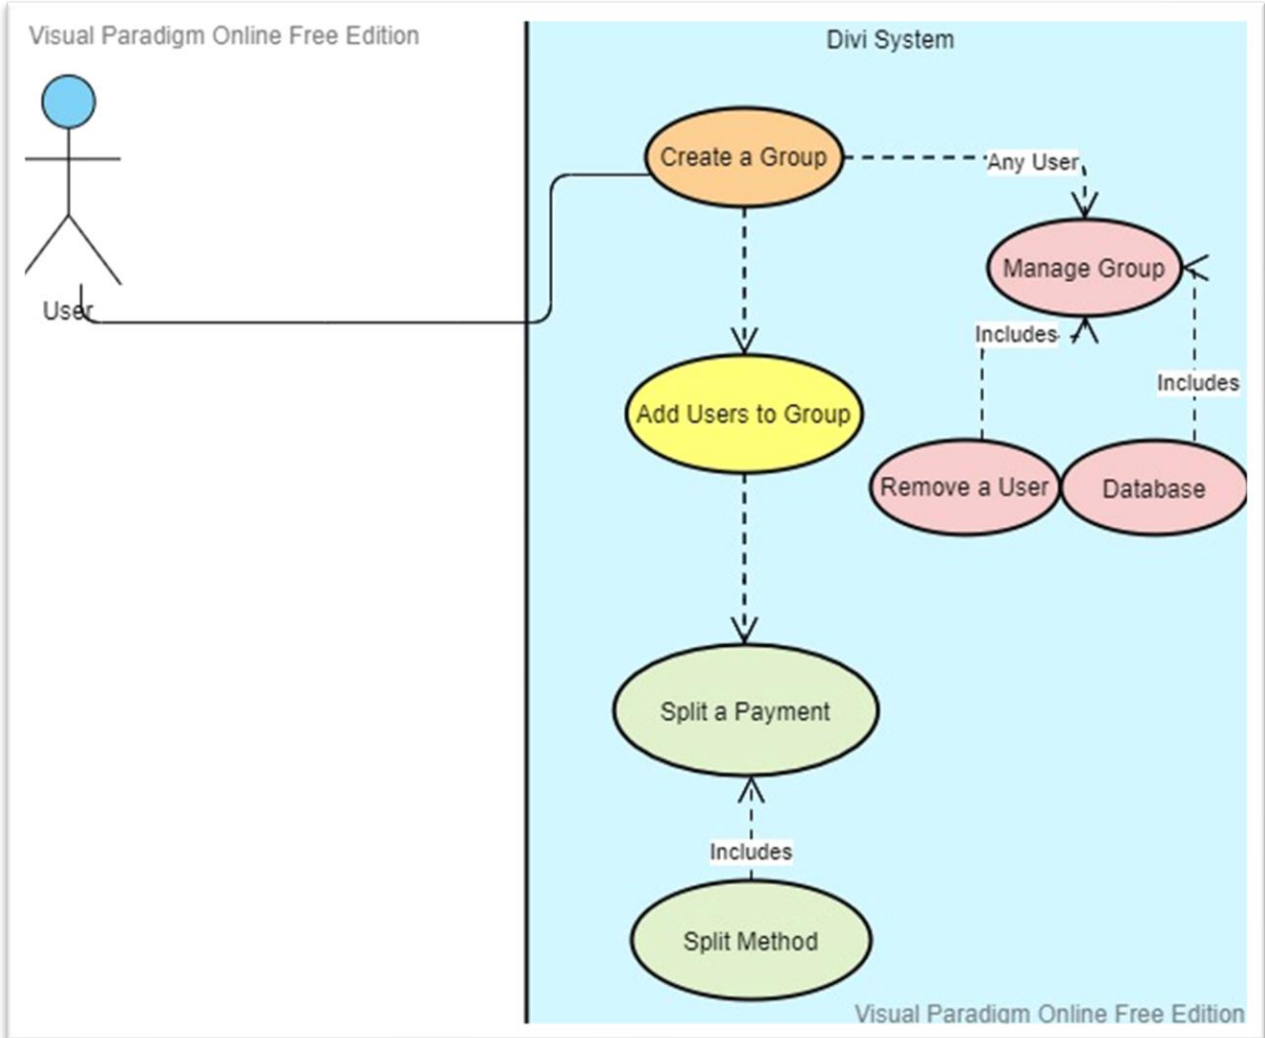 Visual Paradigm Online Free Edition
Divi System
Create a Group
Any User
Manage Group
User
Includes
Includes
Add Users to Group
Remove a User
Database
Split a Payment
Includes
Split Method
Visual Paradigm Online Free Edition